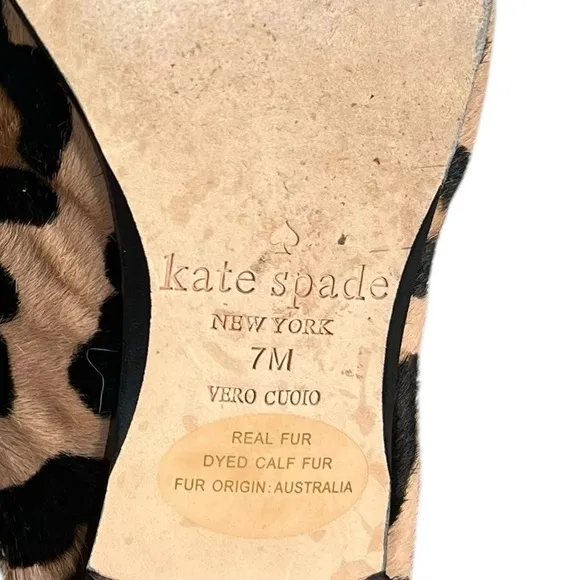 kate spade
NEW YORK
7M
VERO CUOIO
REAL FUR
DYED CALF FUR
FUR ORIGIN: AUSTRALIA